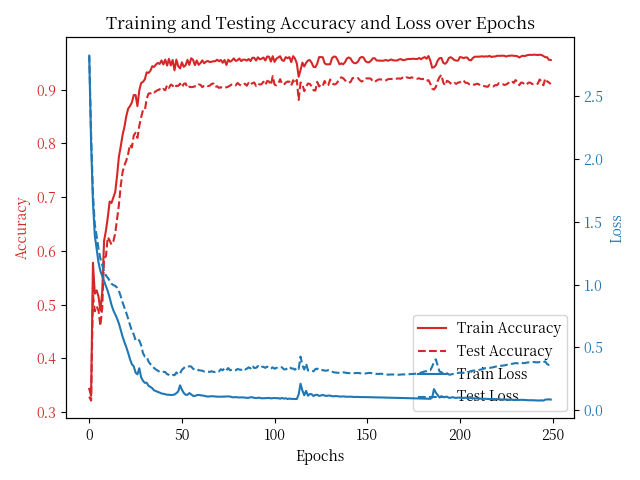 Training and Testing Accuracy and Loss over Epochs
Accuracy
0.9
0.8
0.7
0.6
0.5
0.4
0.3
2.5
2.0
1.5
1.0
0.5
0.0
Loss
Train Accuracy
Test Accuracy
Train Loss
Test Loss
0 50 100 150 200 250
Epochs